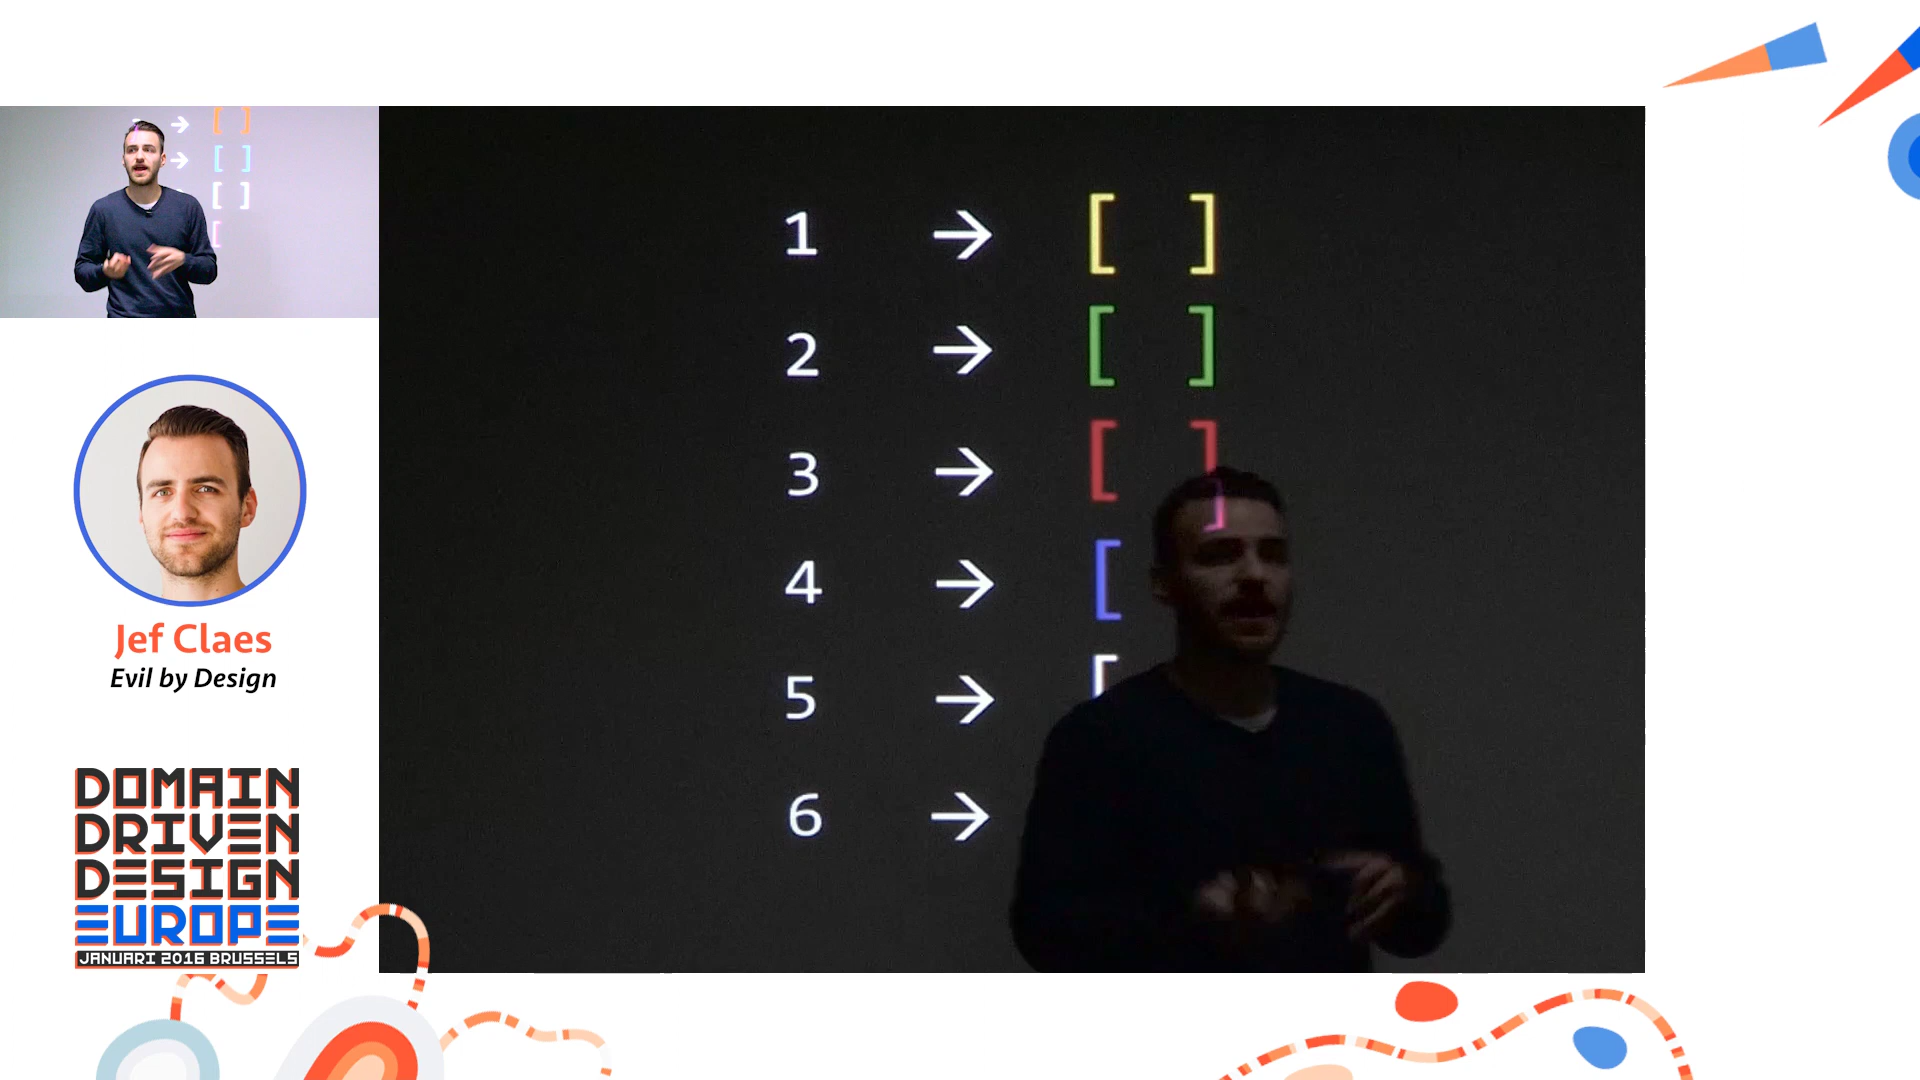 1 → [ ]
2 → [ ]
3 → [ ]
4 → [ ]
5 → [
6 →
Jef Claes
Evil by Design
DOMAIN
DRIVEN
DESIGN
EUROPE
JANUARI 2016 BRUSSELS